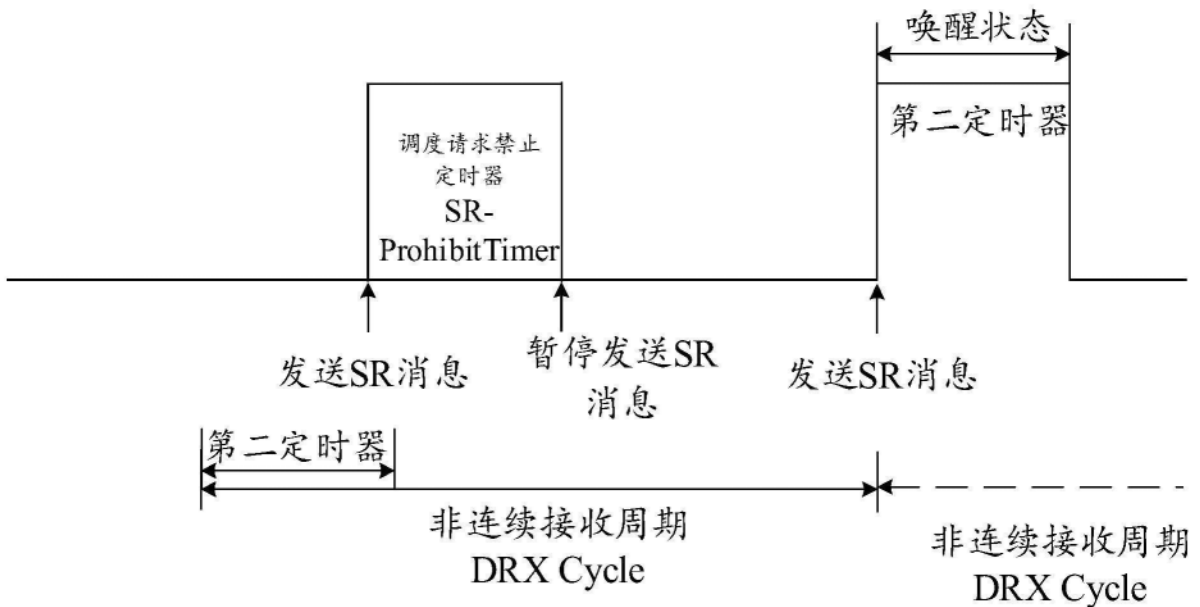 唤醒状态
第二定时器
调度请求禁止
定时器
SR-
ProhibitTimer
发送SR消息
暂停发送SR
消息
发送SR消息
第二定时器
非连续接收周期
DRX Cycle
非连续接收周期
DRX Cycle